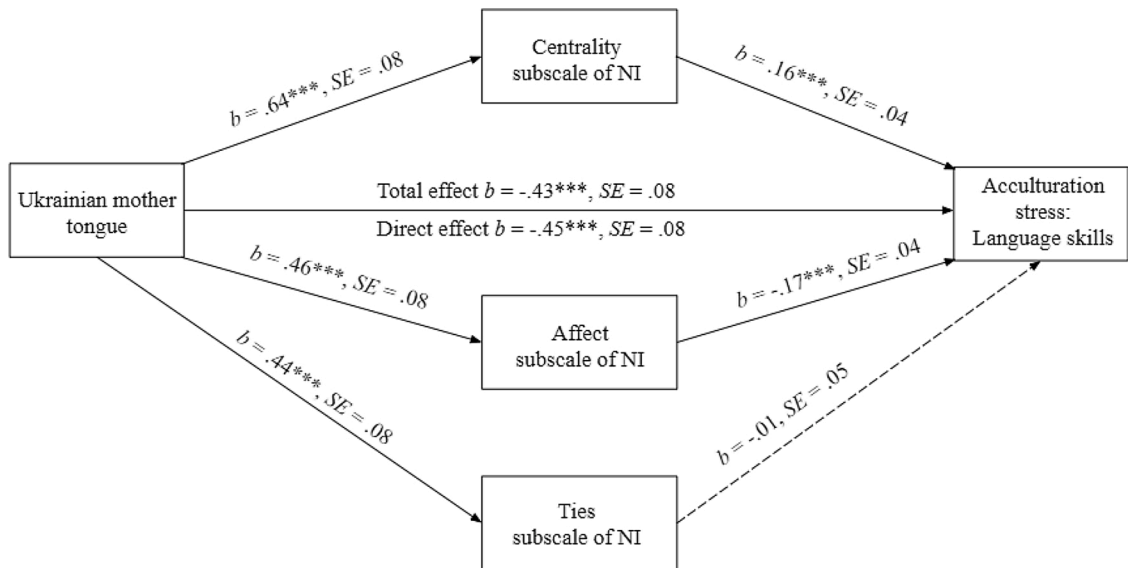 Centrality
subscale of NI
b = .64***, SE = .08
b = .16***, SE = .04
Ukrainian mother
tongue
Total effect b = -.43***, SE = .08
Direct effect b = -.45***, SE = .08
Acculturation
stress:
Language skills
b = .46***, SE = .08
b = -.17***, SE = .04
Affect
subscale of NI
b = .44***, SE = .08
b = -.01, SE = .05
Ties
subscale of NI